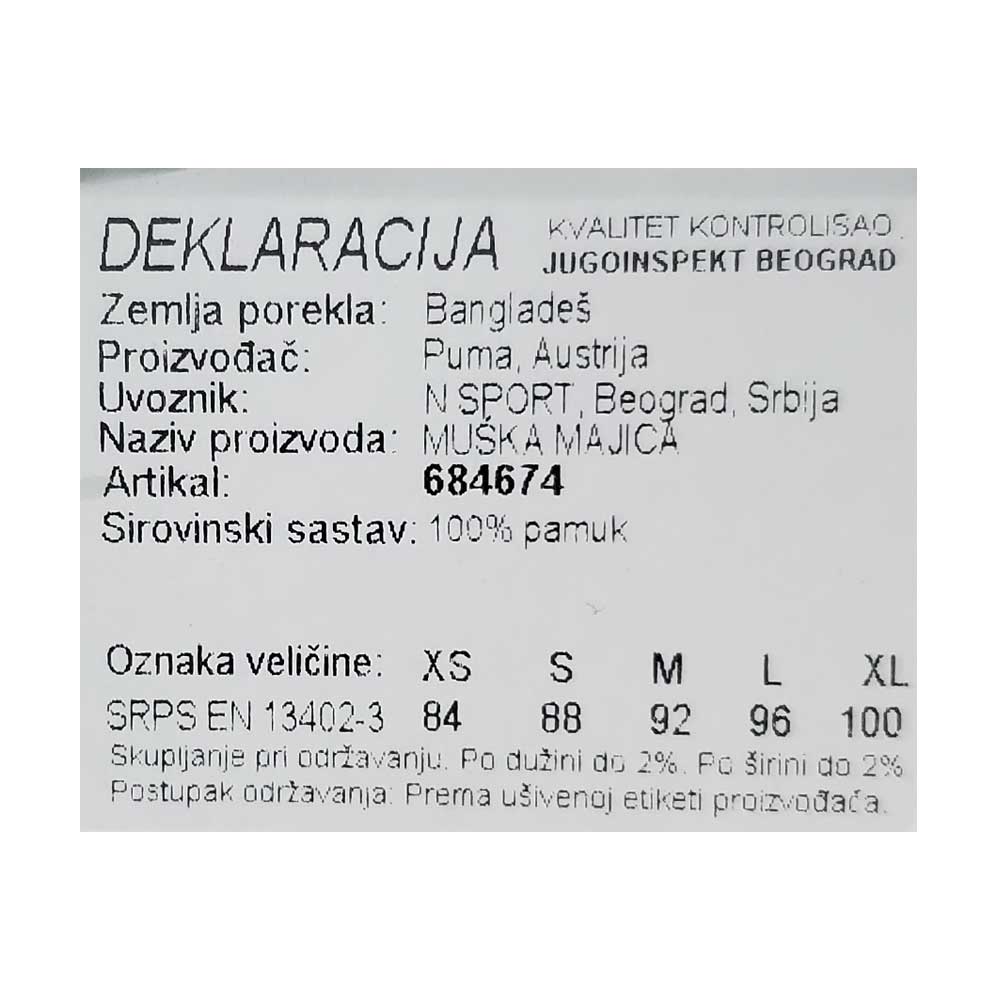 DEKLARACIJA
KVALITET KONTROLISAO
JUGOINSPEKT BEOGRAD
Zemlja porekla: Bangladeš
Proizvođač: Puma, Austrija
Uvoznik: N SPORT, Beograd, Srbija
Naziv proizvoda: MUŠKA MAJICA
Artikal: 684674
Sirovinski sastav: 100% pamuk
Oznaka veličine: XS S M L XL
SRPS EN 13402-3 84 88 92 96 100
Skupljanje pri održavanju: Po dužini do 2%. Po širini do 2%
Postupak održavanja: Prema ušivenoj etiketi proizvođača.